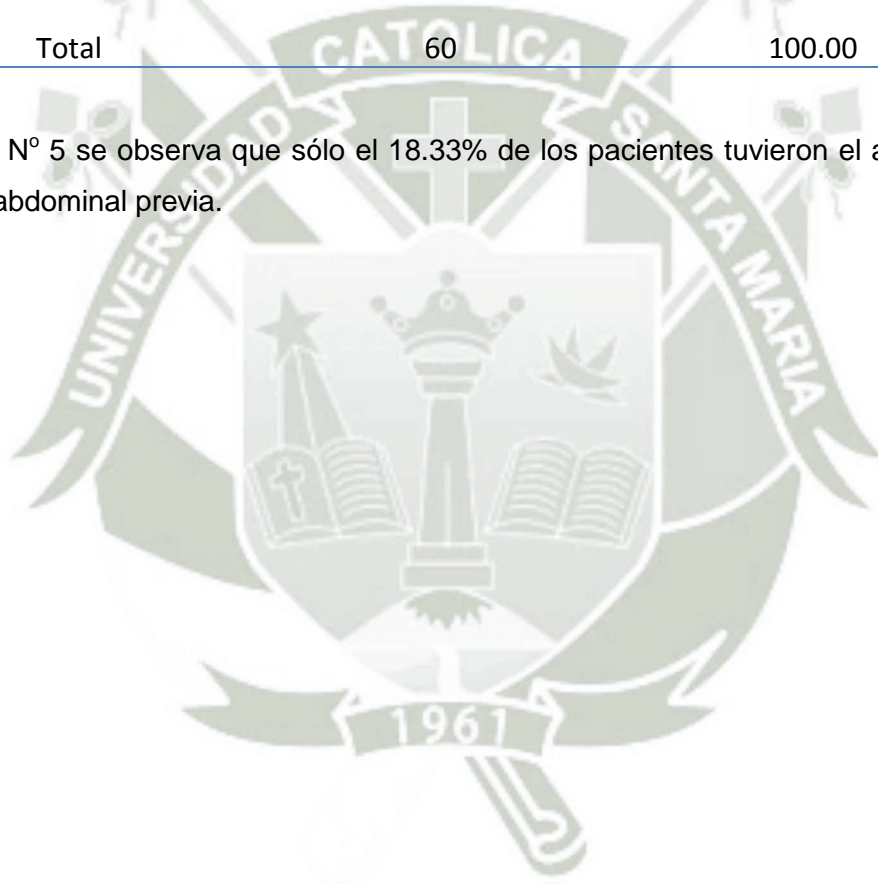 Total 60 100.00
N° 5 se observa que sólo el 18.33% de los pacientes tuvieron el a
abdominal previa.
UNIVERSIDAD CATOLICA SANTA MARIA
1961